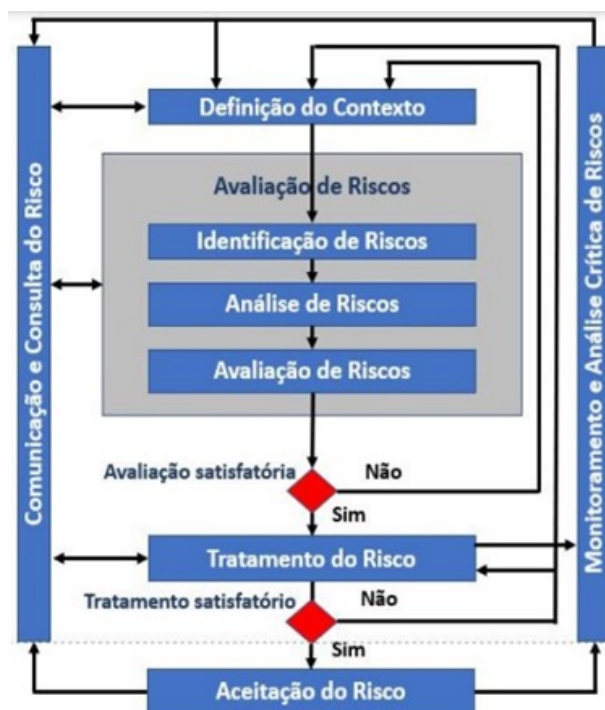 Definição do Contexto
Avaliação de Riscos
Identificação de Riscos
Análise de Riscos
Avaliação de Riscos
Avaliação satisfatória
Não
Sim
Tratamento do Risco
Tratamento satisfatório
Não
Sim
Aceitação do Risco
Comunicação e Consulta do Risco
Monitoramento e Análise Crítica de Riscos